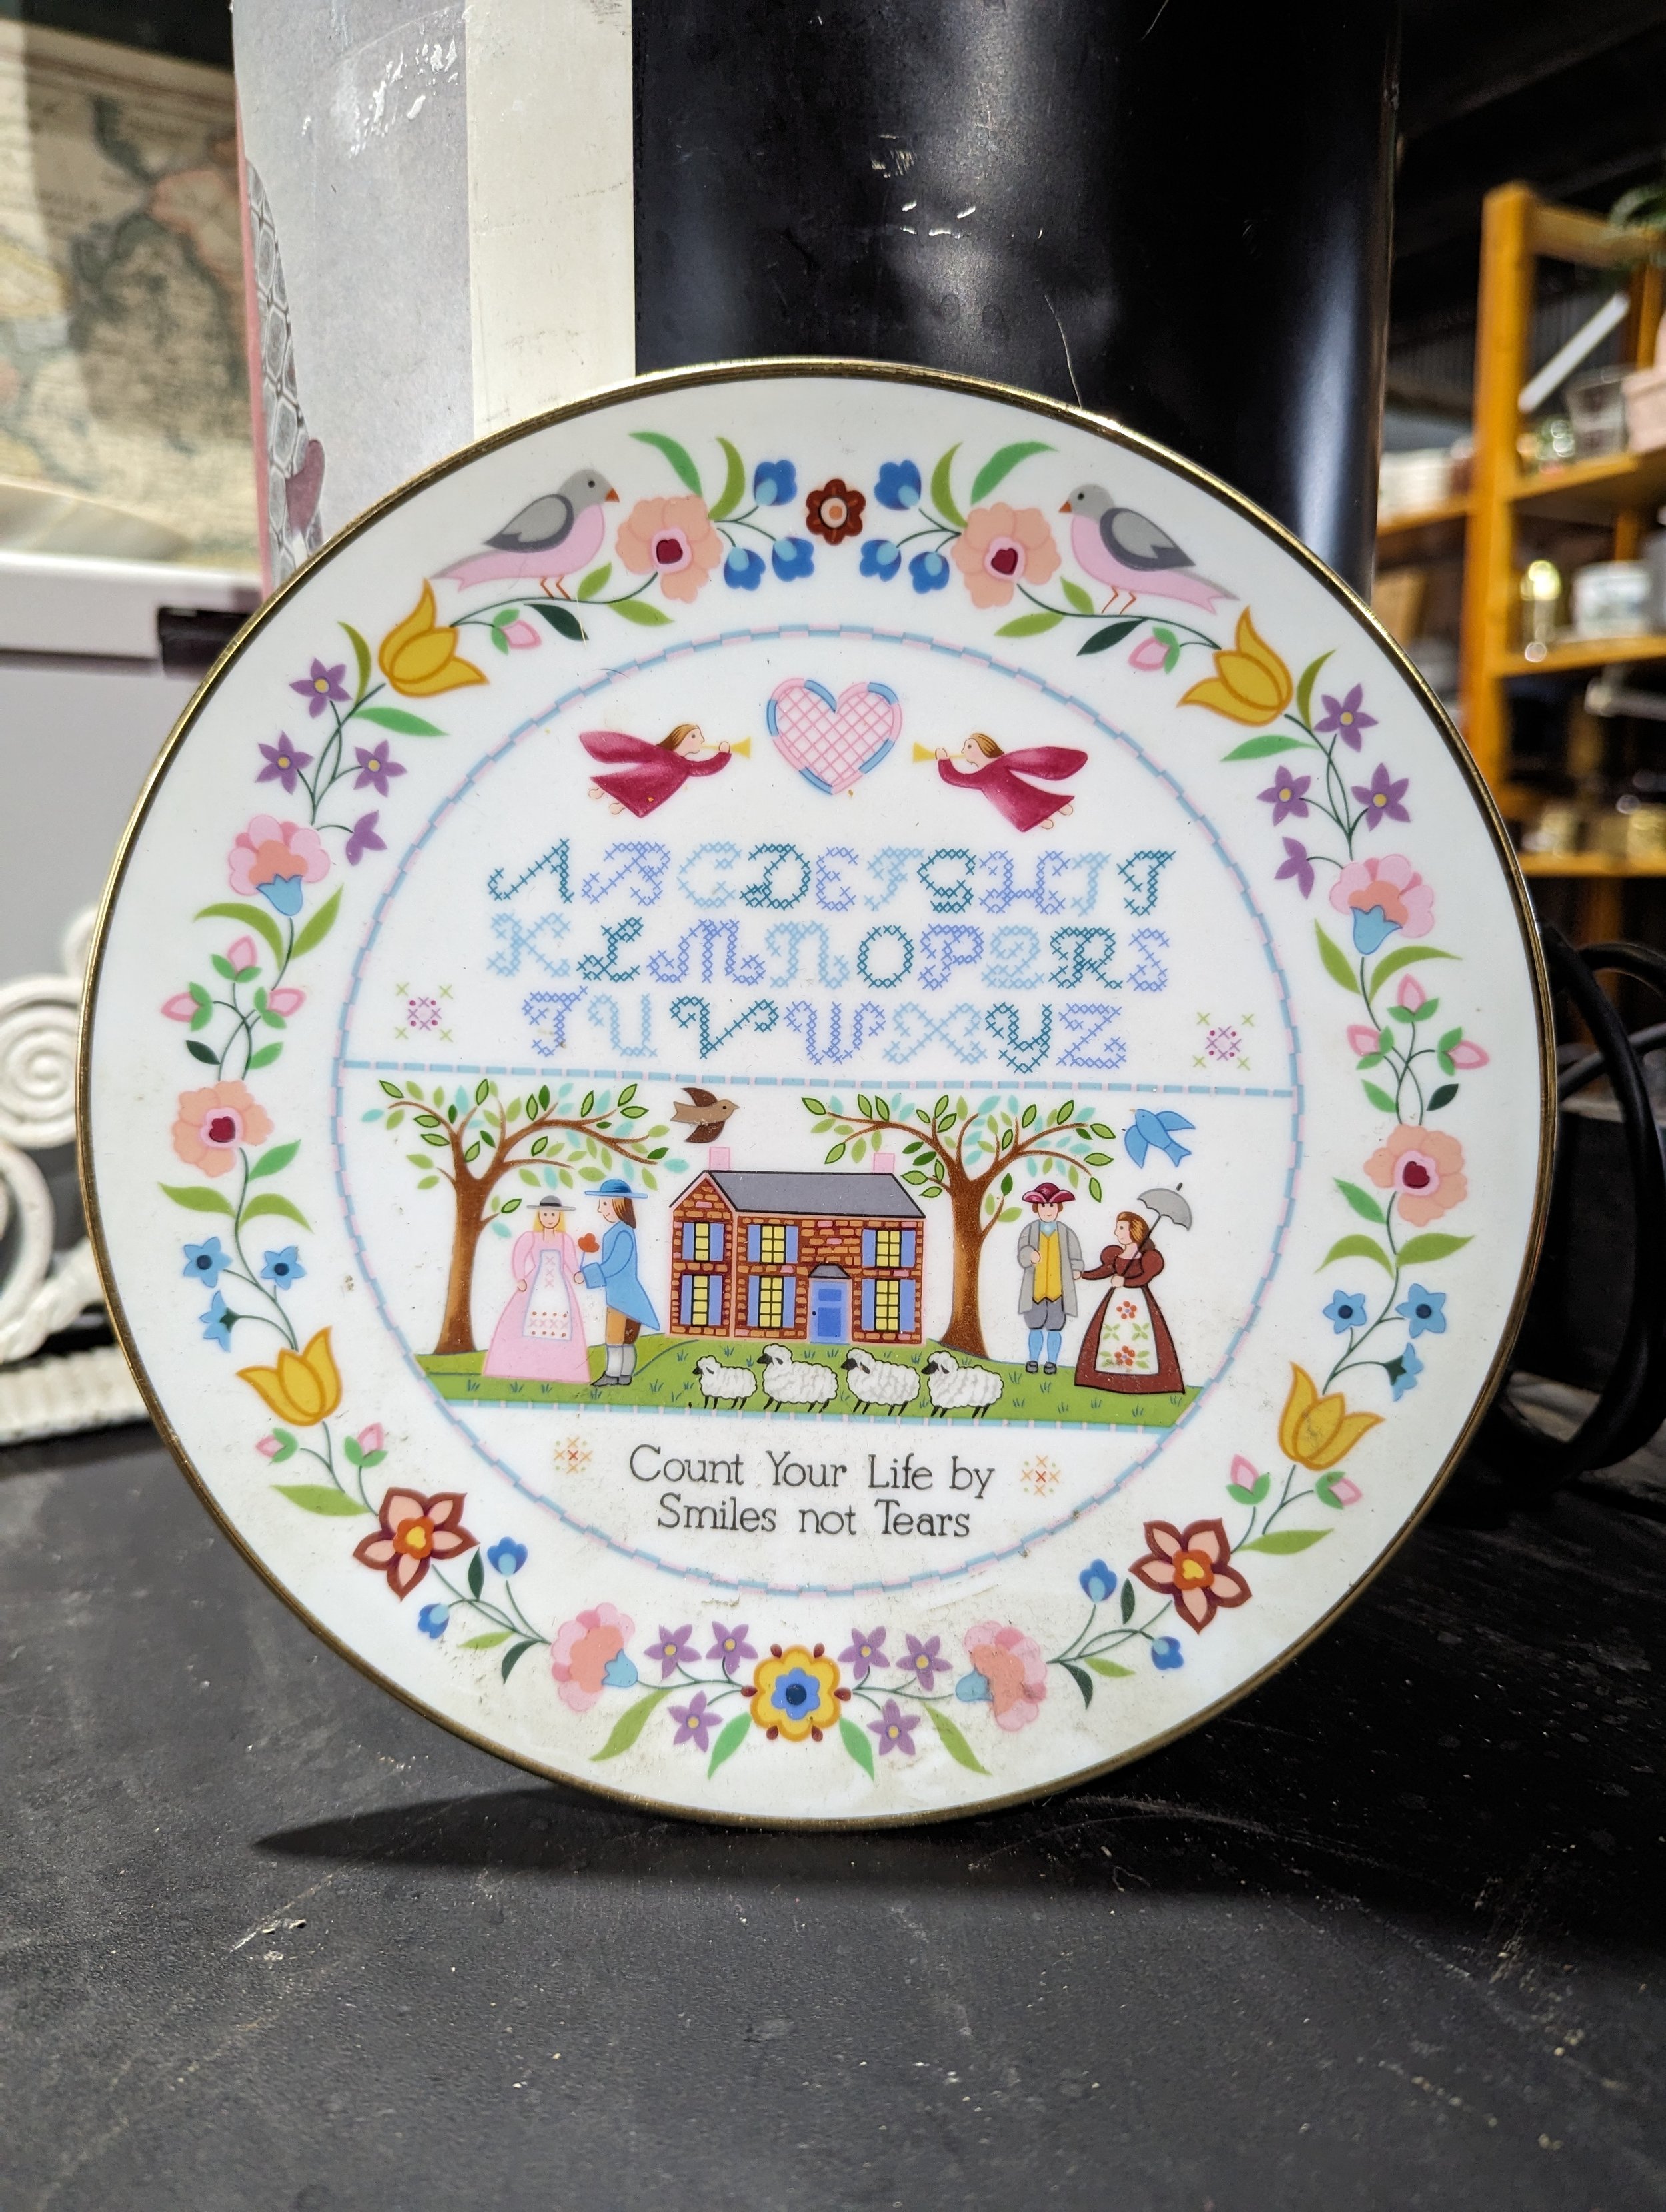 ABCDEFGHIJ
KLMNOPQRS
TUVWXYZ
Count Your Life by
Smiles not Tears